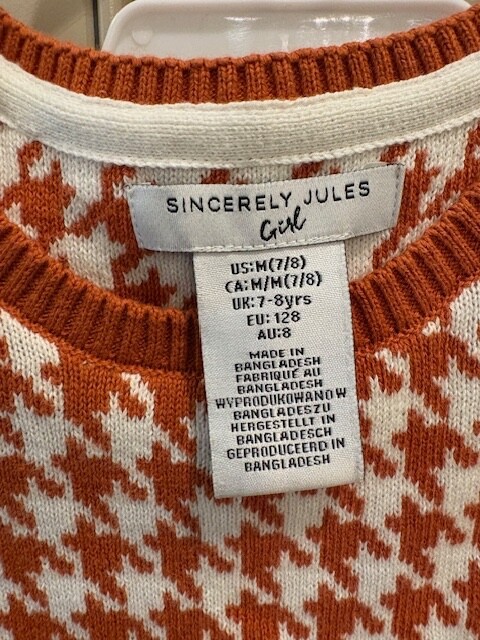 SINCERELY JULES
Girl
US:M(7/8)
CA:M/M(7/8)
UK:7-8yrs
EU: 128
AU:8
MADE IN
BANGLADESH
FABRIQUÉ AU
BANGLADESH
WYPRODUKOWANOW
BANGLADESZU
HERGESTELLT IN
BANGLADESCH
GEPRODUCEERD IN
BANGLADESH